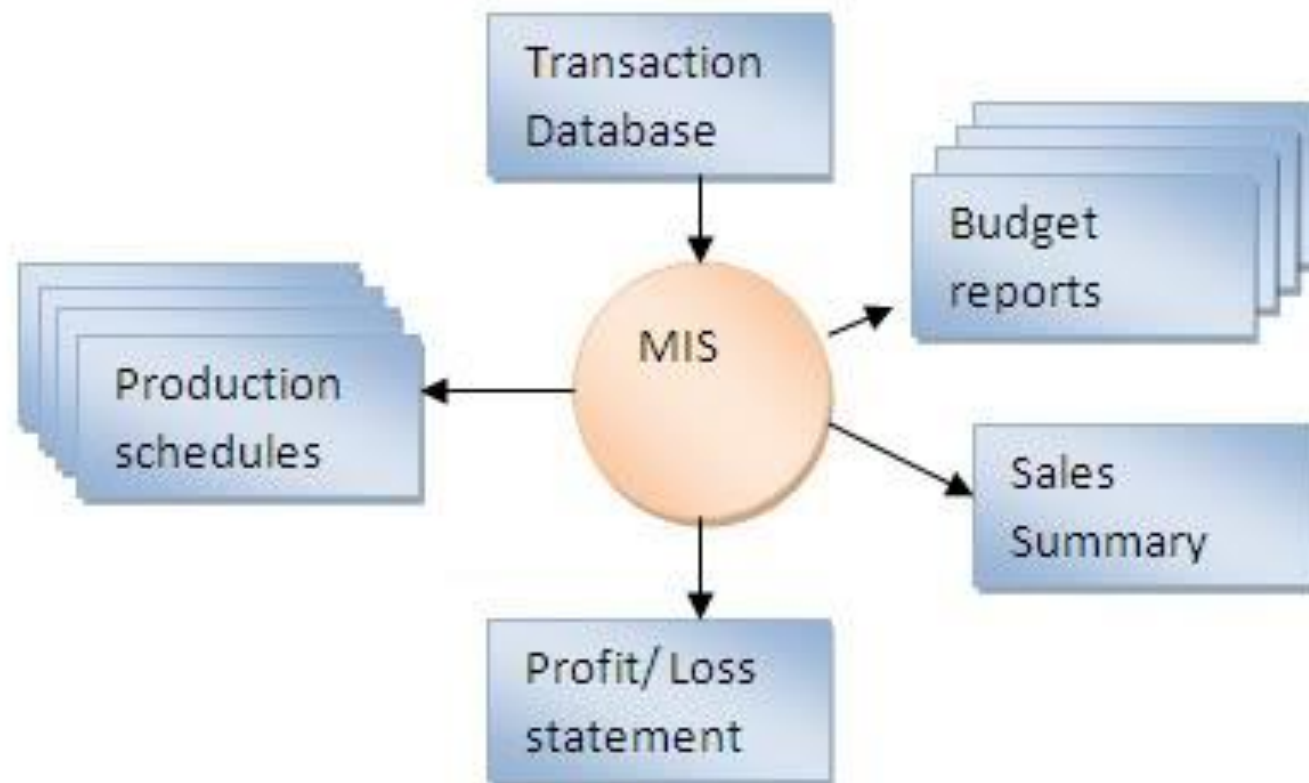 Transaction
Database
Budget
reports
MIS
Production
schedules
Sales
Summary
Profit/ Loss
statement